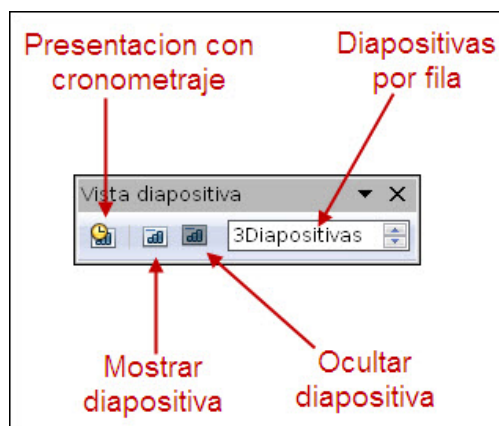 Presentacion con
cronometraje
Diapositivas
por fila
Vista diapositiva
3Diapositivas
Mostrar
diapositiva
Ocultar
diapositiva